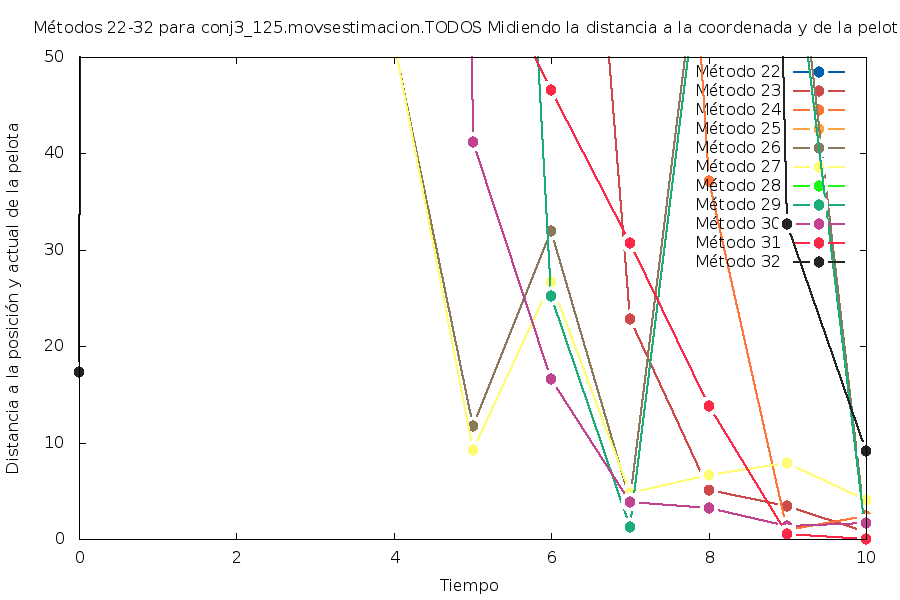 Métodos 22-32 para conj3_125.movsestimacion.TODOS Midiendo la distancia a la coordenada y de la pelot
Distancia a la posición y actual de la pelota
50
40
30
20
10
0
Método 22
Método 23
Método 24
Método 25
Método 26
Método 27
Método 28
Método 29
Método 30
Método 31
Método 32
0 2 4 6 8 10
Tiempo